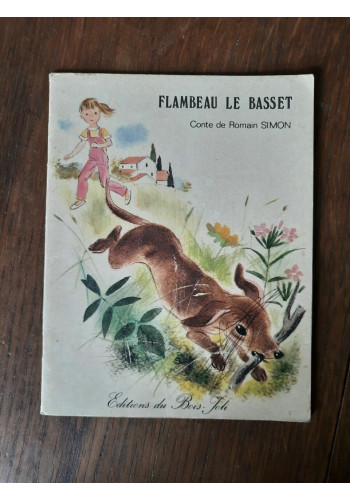 FLAMBEAU LE BASSET
Conte de Romain SIMON
Editions du Bois Joli